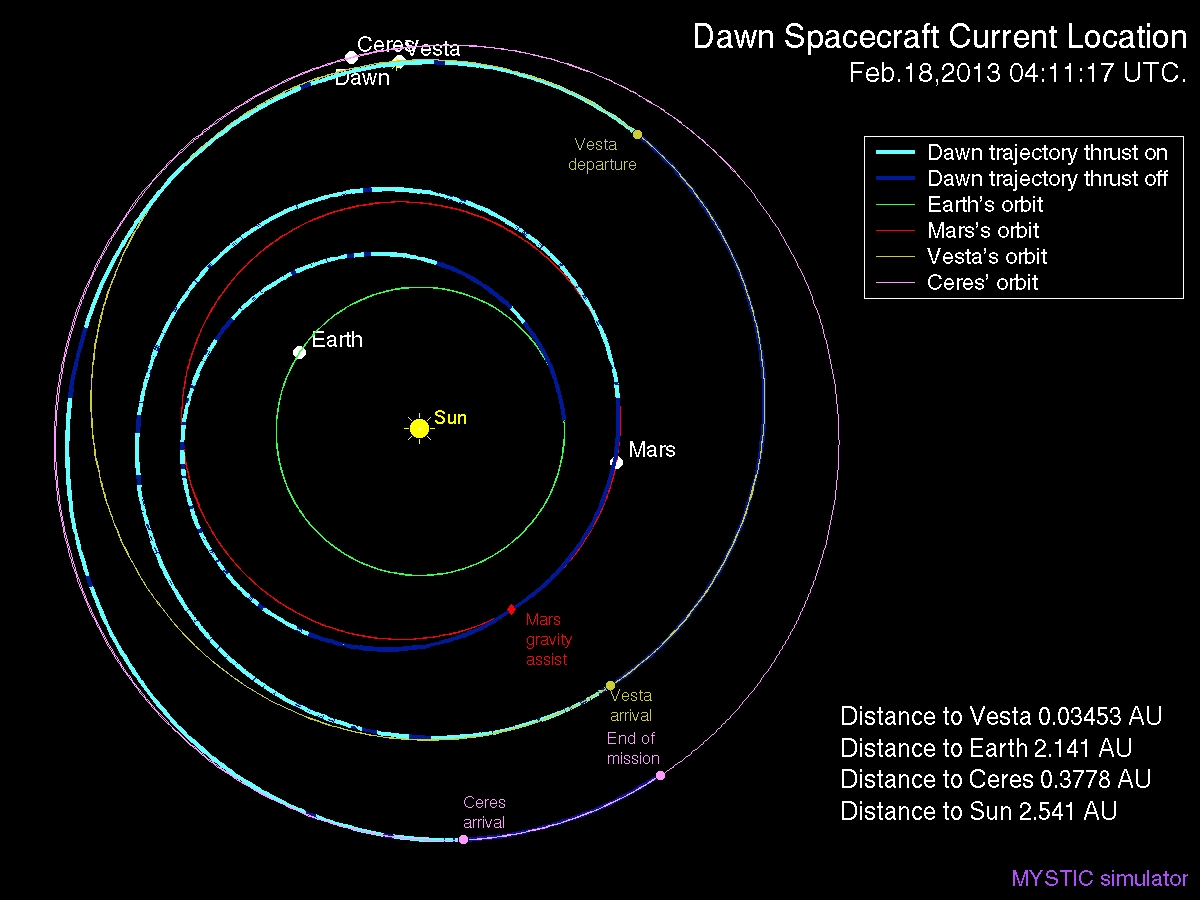 Dawn Spacecraft Current Location
Feb.18,2013 04:11:17 UTC.
Ceres
Vesta
Dawn
Vesta
departure
Dawn trajectory thrust on
Dawn trajectory thrust off
Earth's orbit
Mars's orbit
Vesta's orbit
Ceres' orbit
Earth
Sun
Mars
Mars
gravity
assist
Vesta
arrival
End of
mission
Ceres
arrival
Distance to Vesta 0.03453 AU
Distance to Earth 2.141 AU
Distance to Ceres 0.3778 AU
Distance to Sun 2.541 AU
MYSTIC simulator